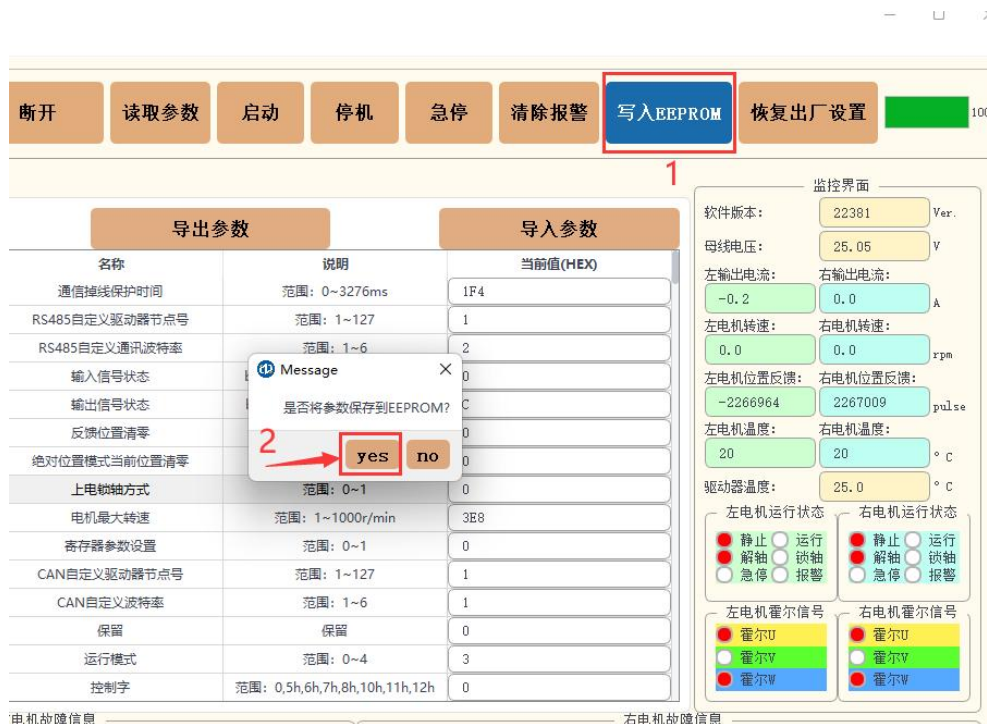 断开 读取参数 启动 停机 急停 清除报警 写入EEPROM 恢复出厂设置
1
导出参数 导入参数
名称 说明 当前值(HEX)
通信掉线保护时间 范围: 0~3276ms 1F4
RS485自定义驱动器节点号 范围: 1~127 1
RS485自定义通讯波特率 范围: 1~6 2
输入信号状态 0
输出信号状态 C
反馈位置清零 0
绝对位置模式当前位置清零 0
上电锁轴方式 范围: 0~1 0
电机最大转速 范围: 1~1000r/min 3E8
寄存器参数设置 范围: 0~1 0
CAN自定义驱动器节点号 范围: 1~127 1
CAN自定义波特率 范围: 1~6 1
保留 保留 0
运行模式 范围: 0~4 3
控制字 范围: 0,5h,6h,7h,8h,10h,11h,12h 0
Message
是否将参数保存到EEPROM?
2
yes no
监控界面
软件版本: 22381 Ver.
母线电压: 25.05 V
左输出电流: 右输出电流:
-0.2 0.0 A
左电机转速: 右电机转速:
0.0 0.0 rpm
左电机位置反馈: 右电机位置反馈:
-2266964 2267009 pulse
左电机温度: 右电机温度:
20 20 ° C
驱动器温度: 25.0 ° C
左电机运行状态 右电机运行状态
静止 运行 静止 运行
解轴 锁轴 解轴 锁轴
急停 报警 急停 报警
左电机霍尔信号 右电机霍尔信号
霍尔U 霍尔U
霍尔V 霍尔V
霍尔W 霍尔W
电机故障信息 右电机故障信息